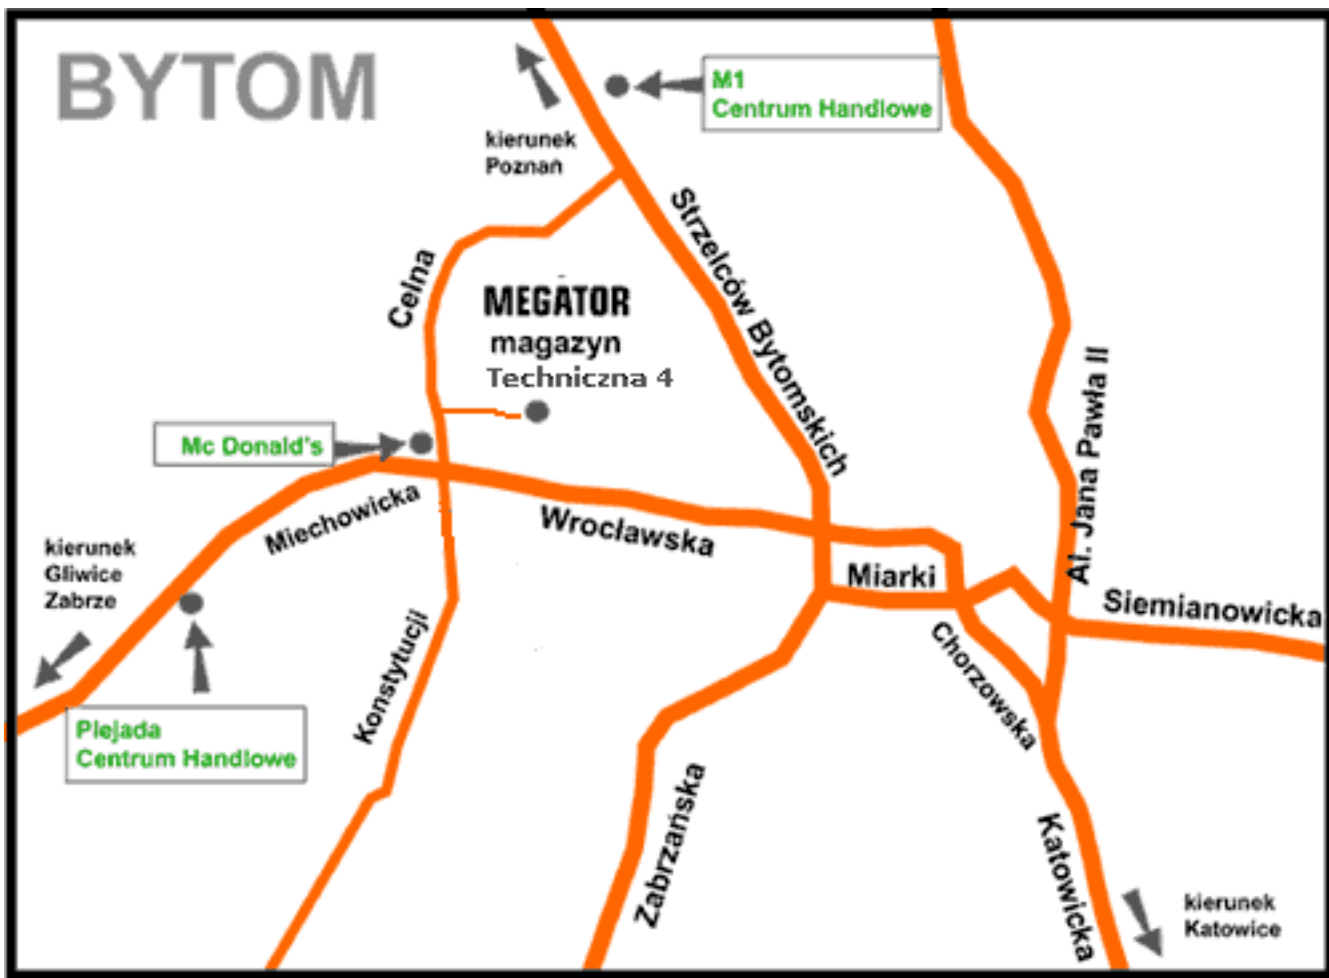 BYTOM
M1
Centrum Handlowe
kierunek
Poznań
Strzelców Bytomskich
Celna
MEGATOR
magazyn
Techniczna 4
Mc Donald's
Al. Jana Pawła II
Miechowicka
Wrocławska
kierunek
Gliwice
Zabrze
Miarki
Siemianowicka
Konstytucji
Chorzowska
Plejada
Centrum Handlowe
Zabrzańska
Katowicka
kierunek
Katowice